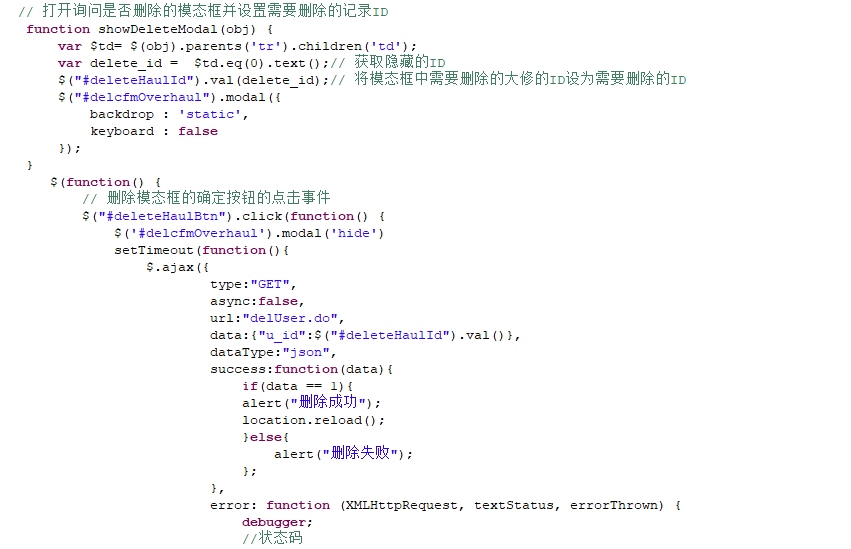 // 打开询问是否删除的模态框并设置需要删除的记录ID
function showDeleteModal(obj) {
var $td= $(obj).parents('tr').children('td');
var delete_id =  $td.eq(0).text();// 获取隐藏的ID
$("#deleteHaulId").val(delete_id);// 将模态框中需要删除的大修的ID设为需要删除的ID
$("#delcfmOverhaul").modal({
backdrop : 'static',
keyboard : false
});
}
$(function() {
// 删除模态框的确定按钮的点击事件
$("#deleteHaulBtn").click(function() {
$('#delcfmOverhaul').modal('hide')
setTimeout(function(){
$.ajax({
type:"GET",
async:false,
url:"delUser.do",
data:{"u_id":$("#deleteHaulId").val()},
dataType:"json",
success:function(data){
if(data == 1){
alert("删除成功");
location.reload();
}else{
alert("删除失败");
};
},
error: function (XMLHttpRequest, textStatus, errorThrown) {
debugger;
//状态码